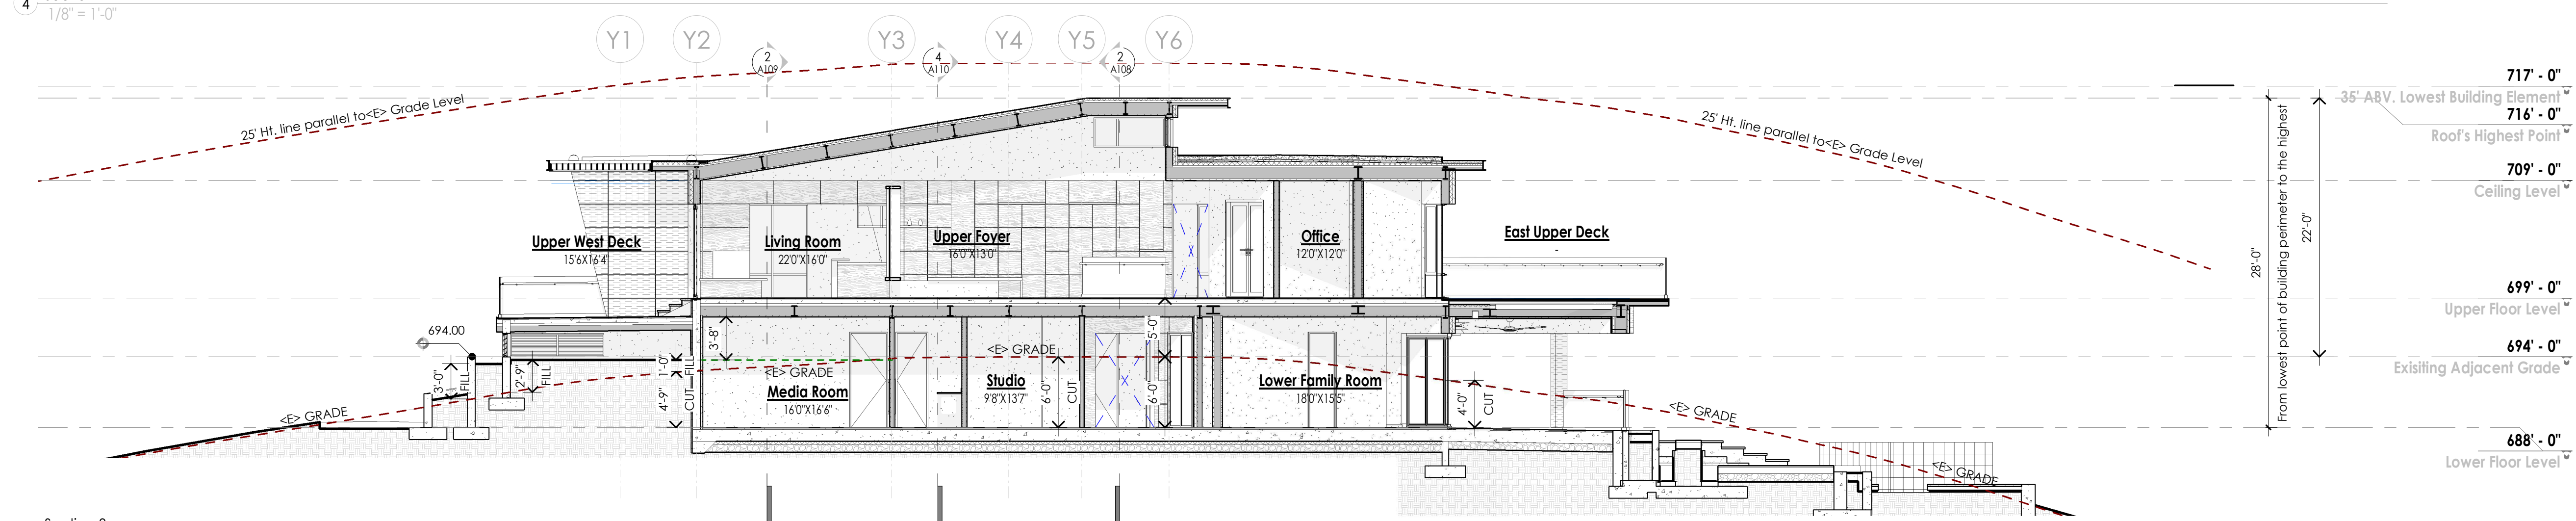 4
1/8" = 1'-0"
Y1
Y2
Y3
Y4
Y5
Y6
2
A109
4
A110
2
A108
717' - 0"
35' ABV. Lowest Building Element
716' - 0"
Roof's Highest Point
709' - 0"
Ceiling Level
699' - 0"
Upper Floor Level
694' - 0"
Exisiting Adjacent Grade
688' - 0"
Lower Floor Level
25' Ht. line parallel to<E> Grade Level
25' Ht. line parallel to<E> Grade Level
From lowest point of building perimeter to the highest
28'-0"
22'-0"
Upper West Deck
15'6X16'4"
Living Room
22'0"X16'0"
Upper Foyer
16'0"X13'0"
Office
12'0"X12'0"
East Upper Deck
-
694.00
3'-0"
FILL
2'-9"
FILL
1'-0"
FILL
4'-9"
CUT
3'-8"
<E> GRADE
<E> GRADE
<E> GRADE
Media Room
16'0"X16'6"
Studio
9'8"X13'7"
6'-0"
CUT
5'-0"
6'-0"
Lower Family Room
18'0"X15'5"
4'-0"
CUT
<E> GRADE
<E> GRADE